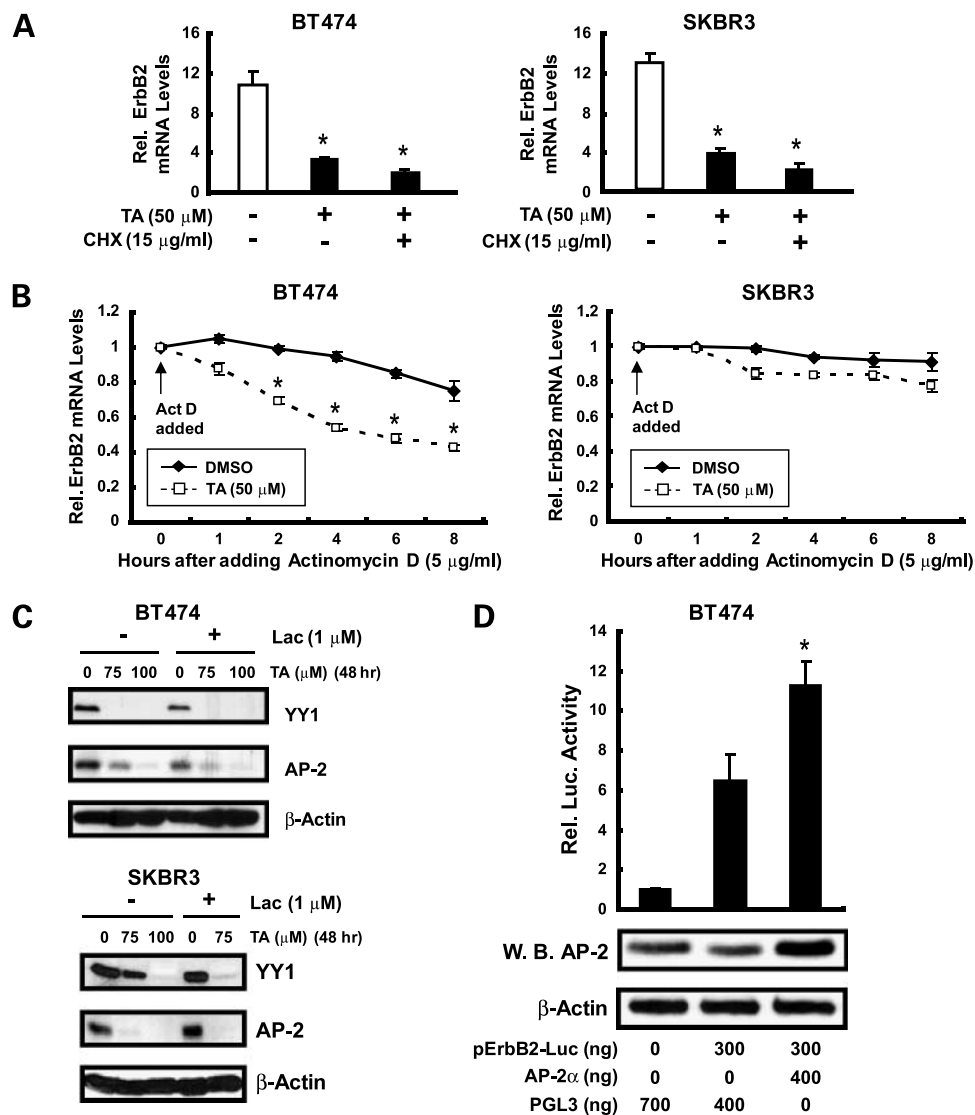 A
BT474
Rel. ErbB2
mRNA Levels
16
12
8
4
0
*
*
TA (50 μM) - + +
CHX (15 μg/ml) - - +
SKBR3
Rel. ErbB2
mRNA Levels
16
12
8
4
0
*
*
TA (50 μM) - + +
CHX (15 μg/ml) - - +
B
BT474
Rel. ErbB2 mRNA Levels
1.2
1
0.8
0.6
0.4
0.2
0
Act D
added
* * * *
DMSO
TA (50 μM)
0 1 2 4 6 8
Hours after adding Actinomycin D (5 μg/ml)
SKBR3
Rel. ErbB2 mRNA Levels
1.2
1
0.8
0.6
0.4
0.2
0
Act D
added
DMSO
TA (50 μM)
0 1 2 4 6 8
Hours after adding Actinomycin D (5 μg/ml)
C
BT474
- + Lac (1 μM)
0 75 100 0 75 100 TA (μM) (48 hr)
YY1
AP-2
β-Actin
SKBR3
- + Lac (1 μM)
0 75 100 0 75 TA (μM) (48 hr)
YY1
AP-2
β-Actin
D
BT474
Rel. Luc. Activity
14
12
10
8
6
4
2
0
*
W. B. AP-2
β-Actin
pErbB2-Luc (ng) 0 300 300
AP-2α (ng) 0 0 400
PGL3 (ng) 700 400 0